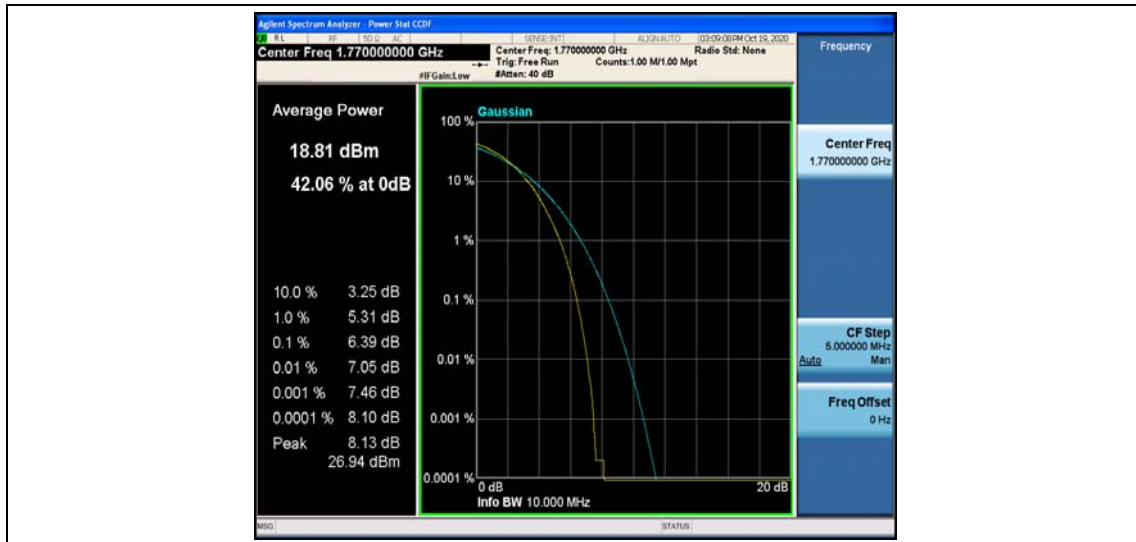 Agilent Spectrum Analyzer - Power Stat CCDF
RL RF 50 Ω AC SENSE:INT ALIGN AUTO 03:09:08 PM Oct 19, 2020
Center Freq 1.770000000 GHz
Center Freq: 1.770000000 GHz Radio Std: None
Trig: Free Run Counts:1.00 M/1.00 Mpt
#IFGain:Low #Atten: 40 dB
Frequency
Average Power
18.81 dBm
42.06 % at 0dB
10.0 % 3.25 dB
1.0 % 5.31 dB
0.1 % 6.39 dB
0.01 % 7.05 dB
0.001 % 7.46 dB
0.0001 % 8.10 dB
Peak 8.13 dB
26.94 dBm
Gaussian
100 %
10 %
1 %
0.1 %
0.01 %
0.001 %
0.0001 %
0 dB 20 dB
Info BW 10.000 MHz
Center Freq
1.770000000 GHz
CF Step
5.000000 MHz
Auto Man
Freq Offset
0 Hz
MSG STATUS